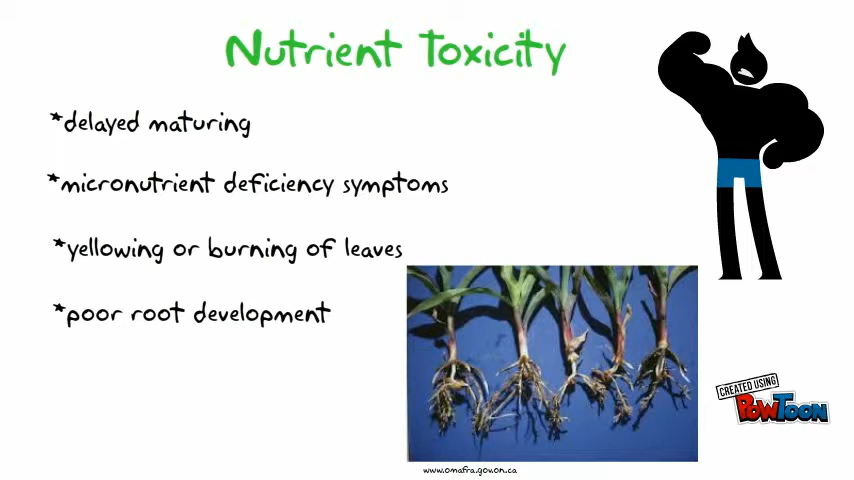 Nutrient Toxicity
*delayed maturing
*micronutrient deficiency symptoms
*yellowing or burning of leaves
*poor root development
CREATED USING
POWTOON
www.omafra.gov.on.ca